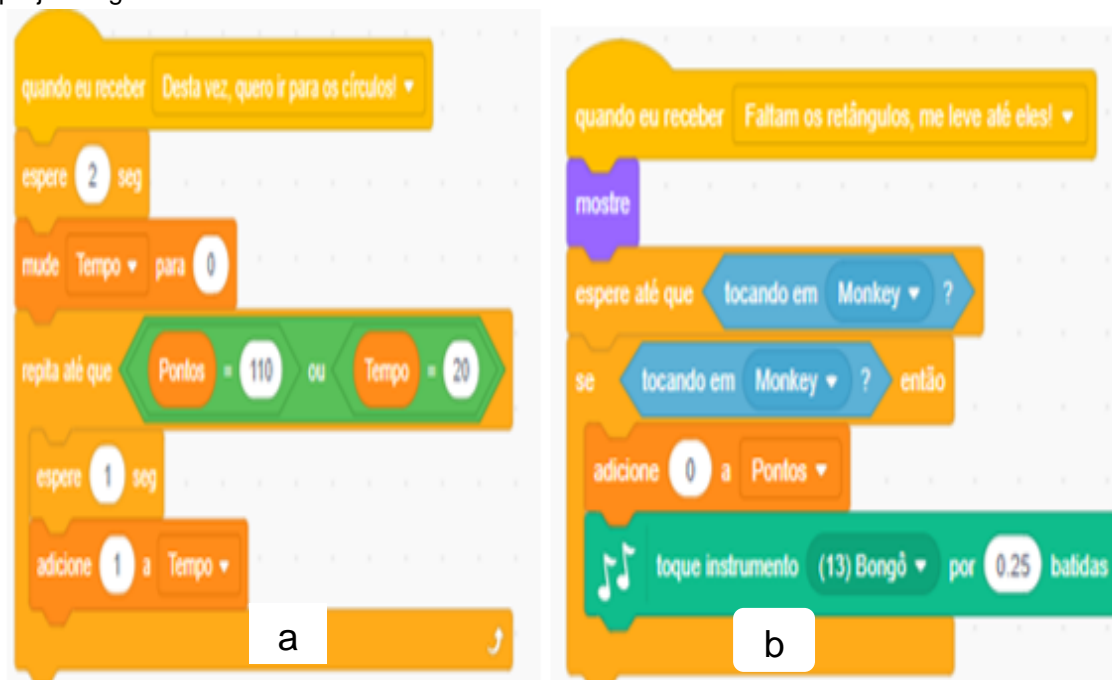 quando eu receber Desta vez, quero ir para os círculos!
espere 2 seg
mude Tempo para 0
repita até que Pontos = 110 ou Tempo = 20
espere 1 seg
adicione 1 a Tempo
a
quando eu receber Faltam os retângulos, me leve até eles!
mostre
espere até que tocando em Monkey ?
se tocando em Monkey ? então
adicione 0 a Pontos
toque instrumento (13) Bongô por 0.25 batidas
b